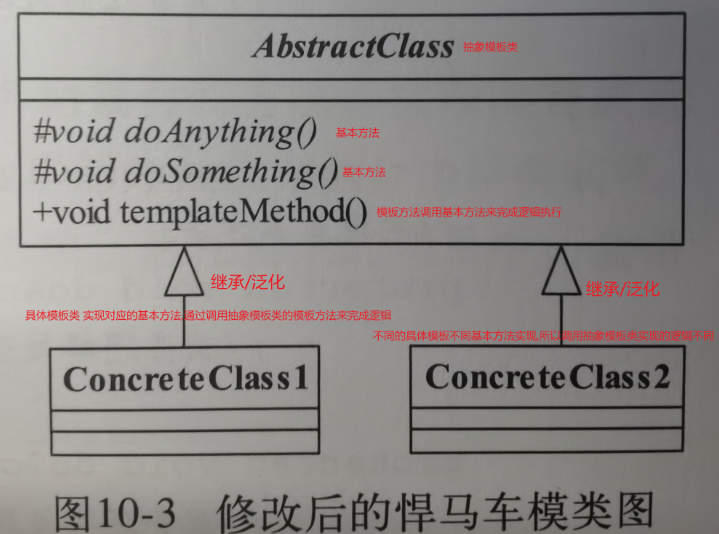 AbstractClass 抽象模板类
#void doAnything() 基本方法
#void doSomething() 基本方法
+void templateMethod() 模板方法调用基本方法来完成逻辑执行
继承/泛化
继承/泛化
具体模板类 实现对应的基本方法,通过调用抽象模板类的模板方法来完成逻辑
不同的具体模板不同基本方法实现,所以调用抽象模板类实现的逻辑不同
ConcreteClass1
ConcreteClass2
图10-3 修改后的悍马车模类图